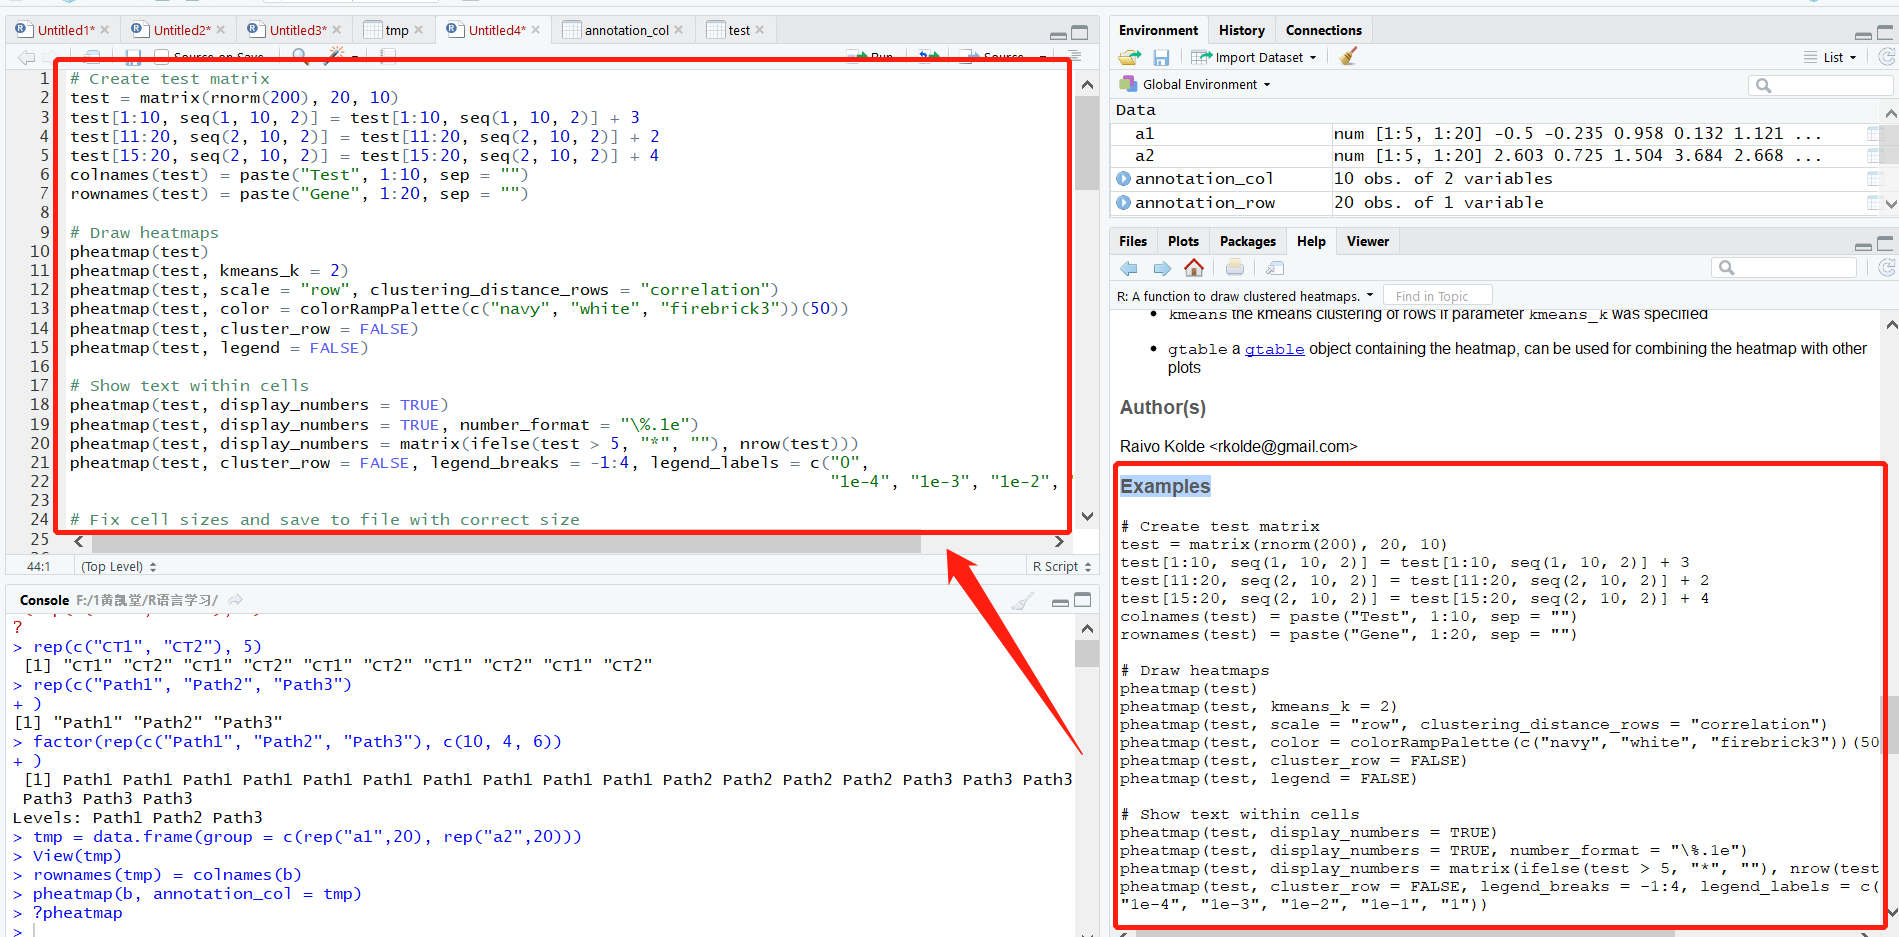 Untitled1*
Untitled2*
Untitled3*
tmp
Untitled4*
annotation_col
test
Source on Save
Run
Source
1 # Create test matrix
2 test = matrix(rnorm(200), 20, 10)
3 test[1:10, seq(1, 10, 2)] = test[1:10, seq(1, 10, 2)] + 3
4 test[11:20, seq(2, 10, 2)] = test[11:20, seq(2, 10, 2)] + 2
5 test[15:20, seq(2, 10, 2)] = test[15:20, seq(2, 10, 2)] + 4
6 colnames(test) = paste("Test", 1:10, sep = "")
7 rownames(test) = paste("Gene", 1:20, sep = "")
8
9 # Draw heatmaps
10 pheatmap(test)
11 pheatmap(test, kmeans_k = 2)
12 pheatmap(test, scale = "row", clustering_distance_rows = "correlation")
13 pheatmap(test, color = colorRampPalette(c("navy", "white", "firebrick3"))(50))
14 pheatmap(test, cluster_row = FALSE)
15 pheatmap(test, legend = FALSE)
16
17 # Show text within cells
18 pheatmap(test, display_numbers = TRUE)
19 pheatmap(test, display_numbers = TRUE, number_format = "\%.1e")
20 pheatmap(test, display_numbers = matrix(ifelse(test > 5, "*", ""), nrow(test)))
21 pheatmap(test, cluster_row = FALSE, legend_breaks = -1:4, legend_labels = c("0",
22 "1e-4", "1e-3", "1e-2",
23
24 # Fix cell sizes and save to file with correct size
25
44:1
(Top Level)
R Script
Console F:/1黄凯堂/R语言学习/
?
> rep(c("CT1", "CT2"), 5)
[1] "CT1" "CT2" "CT1" "CT2" "CT1" "CT2" "CT1" "CT2" "CT1" "CT2"
> rep(c("Path1", "Path2", "Path3")
+ )
[1] "Path1" "Path2" "Path3"
> factor(rep(c("Path1", "Path2", "Path3"), c(10, 4, 6))
+ )
[1] Path1 Path1 Path1 Path1 Path1 Path1 Path1 Path1 Path1 Path1 Path2 Path2 Path2 Path2 Path3 Path3 Path3
Path3 Path3 Path3
Levels: Path1 Path2 Path3
> tmp = data.frame(group = c(rep("a1",20), rep("a2",20)))
> View(tmp)
> rownames(tmp) = colnames(b)
> pheatmap(b, annotation_col = tmp)
> ?pheatmap
>
Environment
History
Connections
Import Dataset
List
Global Environment
Data
a1 num [1:5, 1:20] -0.5 -0.235 0.958 0.132 1.121 ...
a2 num [1:5, 1:20] 2.603 0.725 1.504 3.684 2.668 ...
annotation_col 10 obs. of 2 variables
annotation_row 20 obs. of 1 variable
Files
Plots
Packages
Help
Viewer
R: A function to draw clustered heatmaps.
Find in Topic
• kmeans the kmeans clustering of rows if parameter kmeans_k was specified
• gtable a gtable object containing the heatmap, can be used for combining the heatmap with other
plots
Author(s)
Raivo Kolde <rkolde@gmail.com>
Examples
# Create test matrix
test = matrix(rnorm(200), 20, 10)
test[1:10, seq(1, 10, 2)] = test[1:10, seq(1, 10, 2)] + 3
test[11:20, seq(2, 10, 2)] = test[11:20, seq(2, 10, 2)] + 2
test[15:20, seq(2, 10, 2)] = test[15:20, seq(2, 10, 2)] + 4
colnames(test) = paste("Test", 1:10, sep = "")
rownames(test) = paste("Gene", 1:20, sep = "")
# Draw heatmaps
pheatmap(test)
pheatmap(test, kmeans_k = 2)
pheatmap(test, scale = "row", clustering_distance_rows = "correlation")
pheatmap(test, color = colorRampPalette(c("navy", "white", "firebrick3"))(50
pheatmap(test, cluster_row = FALSE)
pheatmap(test, legend = FALSE)
# Show text within cells
pheatmap(test, display_numbers = TRUE)
pheatmap(test, display_numbers = TRUE, number_format = "\%.1e")
pheatmap(test, display_numbers = matrix(ifelse(test > 5, "*", ""), nrow(test
pheatmap(test, cluster_row = FALSE, legend_breaks = -1:4, legend_labels = c(
"1e-4", "1e-3", "1e-2", "1e-1", "1"))